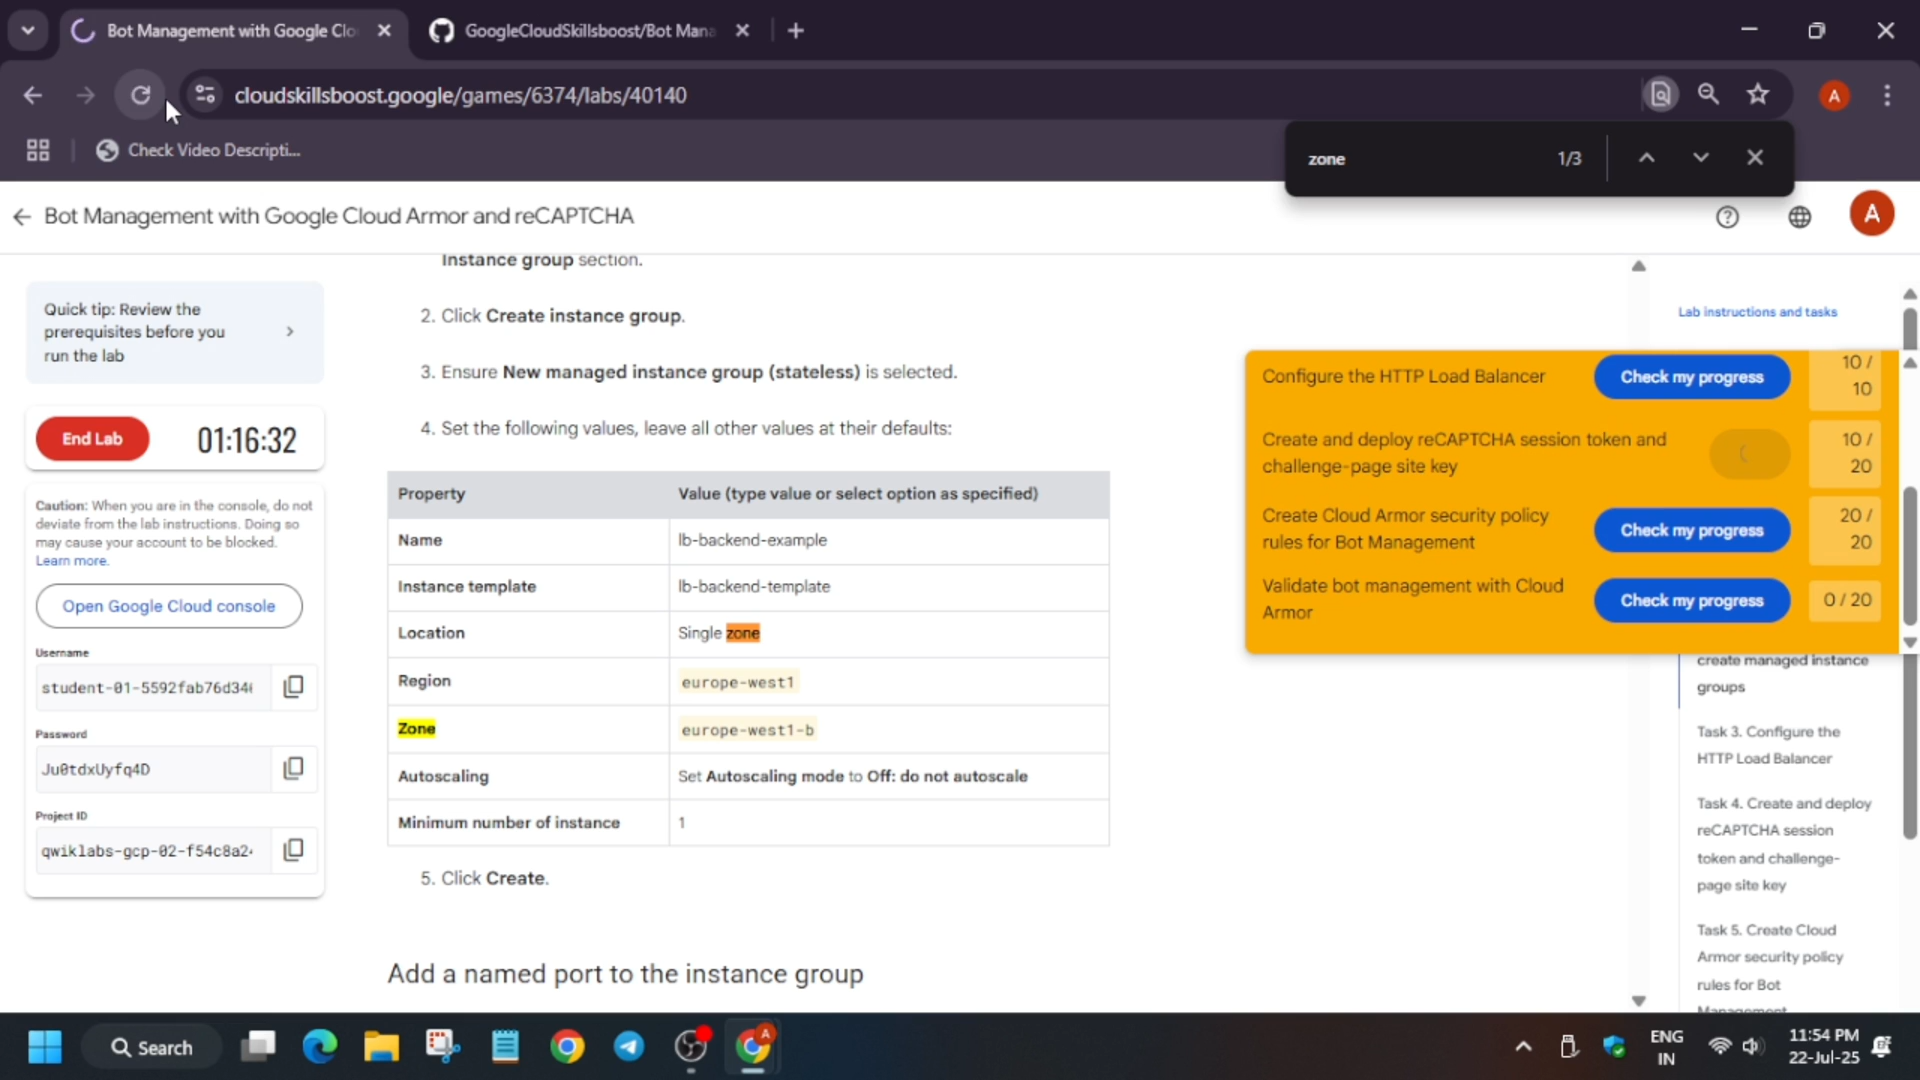 Bot Management with Google Clo
GoogleCloudSkillsboost/Bot Mana
cloudskillsboost.google/games/6374/labs/40140
A
Check Video Descripti...
zone
1/3
Bot Management with Google Cloud Armor and reCAPTCHA
A
Instance group section.
Quick tip: Review the
prerequisites before you
run the lab
2. Click Create instance group.
3. Ensure New managed instance group (stateless) is selected.
4. Set the following values, leave all other values at their defaults:
End Lab
01:16:32
Caution: When you are in the console, do not
deviate from the lab instructions. Doing so
may cause your account to be blocked.
Learn more.
Open Google Cloud console
Username
student-01-5592fab76d34
Password
Ju0tdxUyfq4D
Project ID
qwiklabs-gcp-02-f54c8a2
Property
Value (type value or select option as specified)
Name
lb-backend-example
Instance template
lb-backend-template
Location
Single zone
Region
europe-west1
Zone
europe-west1-b
Autoscaling
Set Autoscaling mode to Off: do not autoscale
Minimum number of instance
1
5. Click Create.
Add a named port to the instance group
Lab instructions and tasks
Configure the HTTP Load Balancer
Check my progress
10 /
10
Create and deploy reCAPTCHA session token and
challenge-page site key
10 /
20
Create Cloud Armor security policy
rules for Bot Management
Check my progress
20 /
20
Validate bot management with Cloud
Armor
Check my progress
0 / 20
create managed instance
groups
Task 3. Configure the
HTTP Load Balancer
Task 4. Create and deploy
reCAPTCHA session
token and challenge-
page site key
Task 5. Create Cloud
Armor security policy
rules for Bot
Management
Search
A
ENG
IN
11:54 PM
22-Jul-25